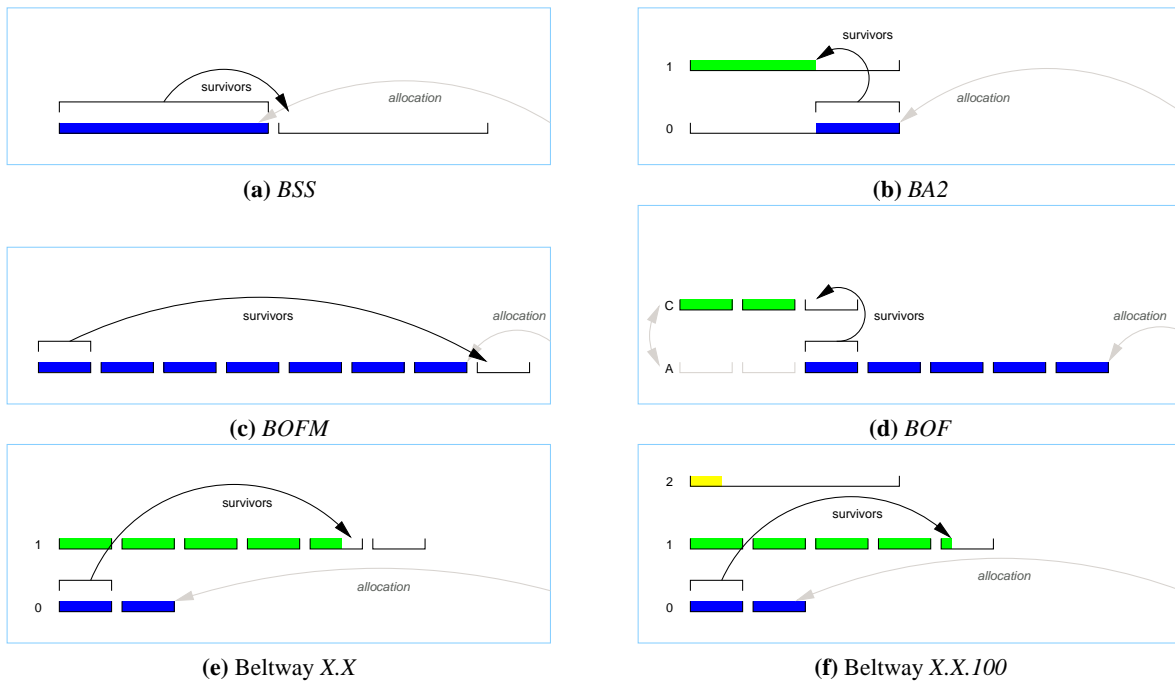 survivors
allocation
(a) BSS
survivors
1
allocation
0
(b) BA2
survivors
allocation
(c) BOFM
C
survivors
allocation
A
(d) BOF
survivors
1
allocation
0
(e) Beltway X.X
2
survivors
1
allocation
0
(f) Beltway X.X.100